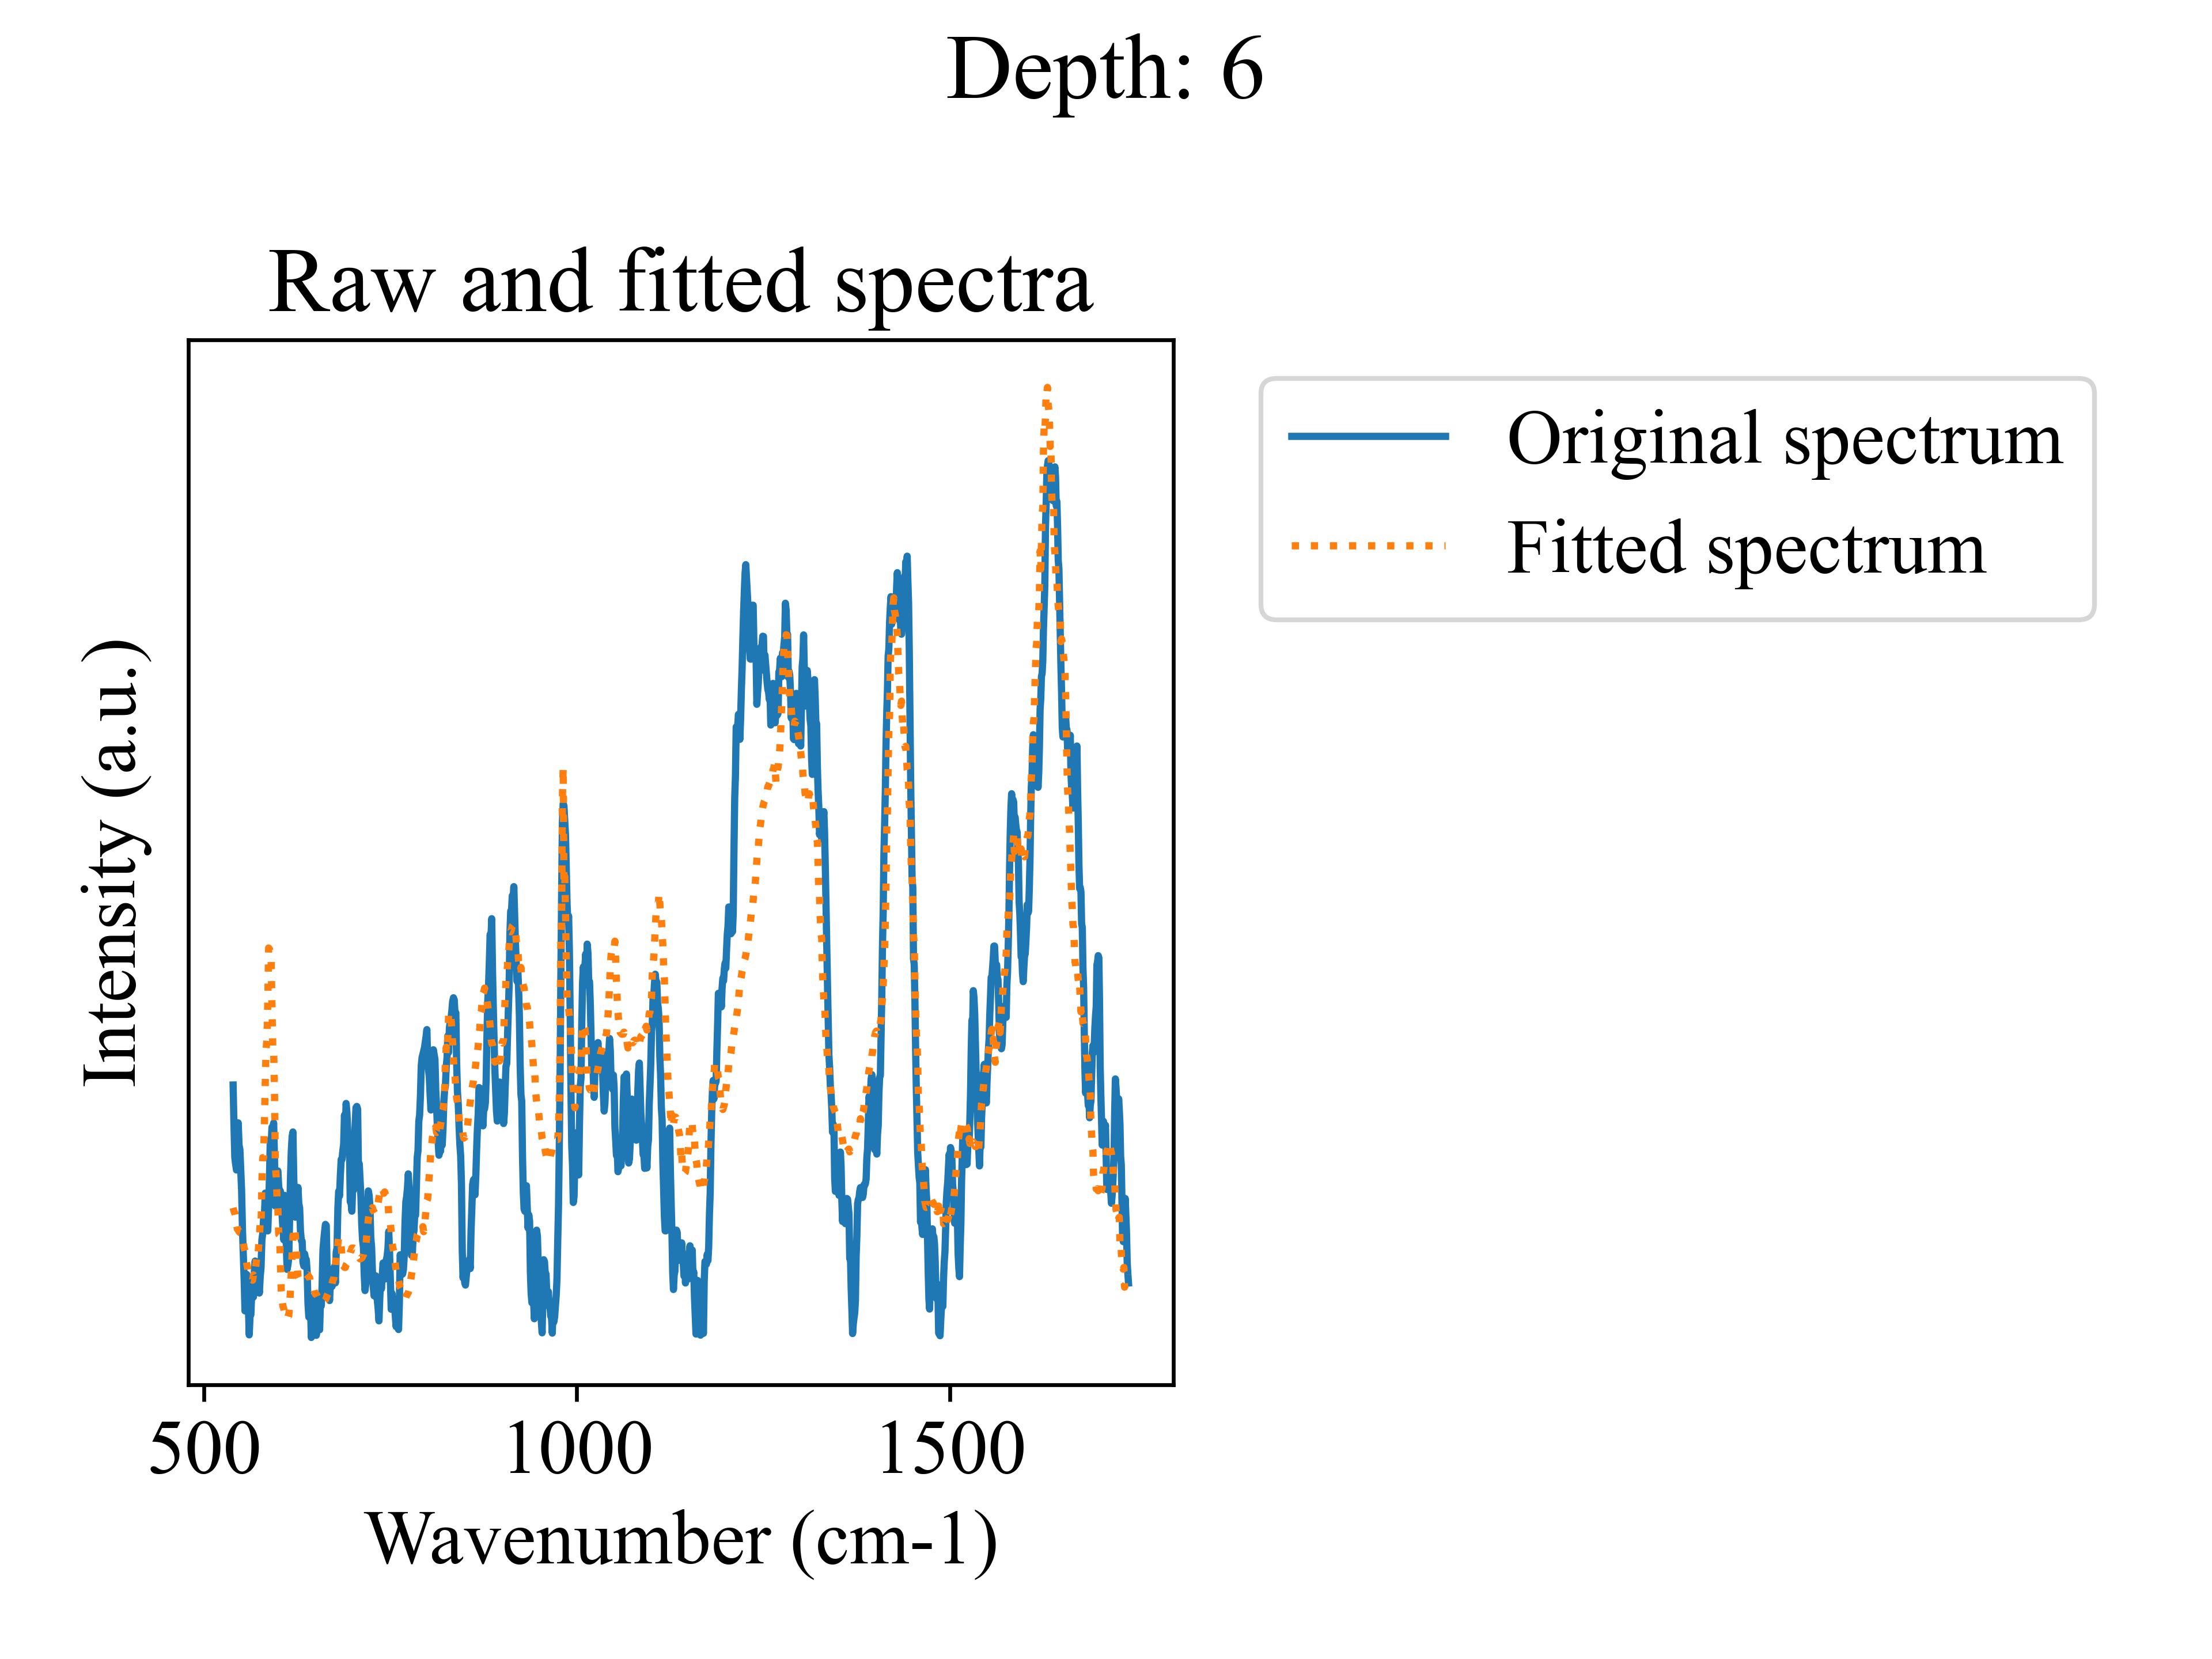 Depth: 6
Raw and fitted spectra
Original spectrum
Fitted spectrum
Intensity (a.u.)
500 1000 1500
Wavenumber (cm-1)